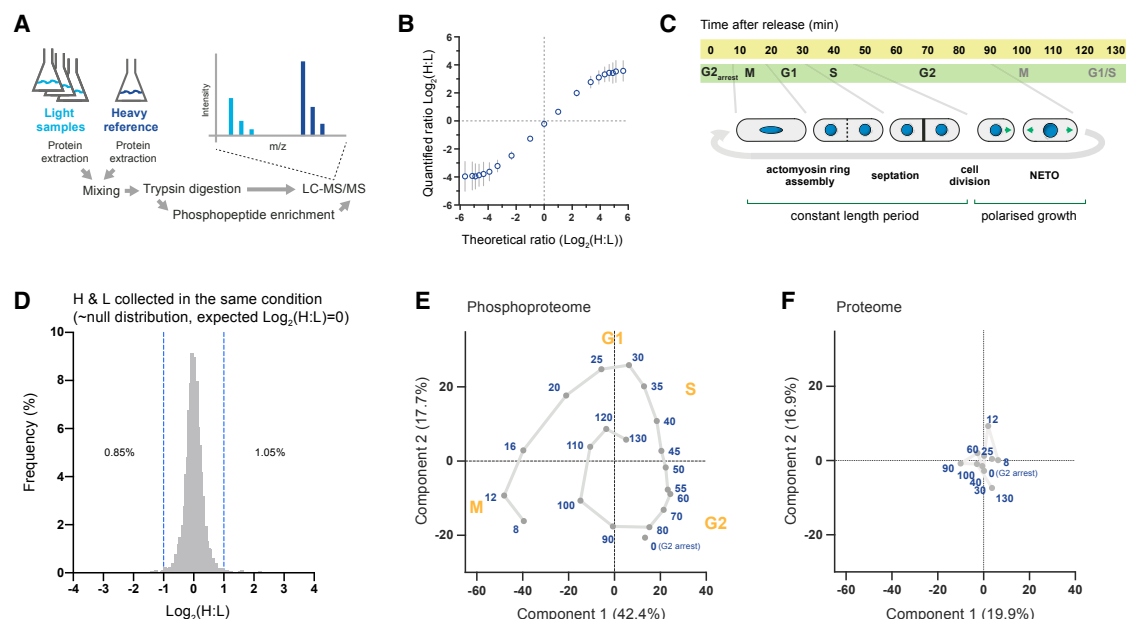 A
Light
samples
Heavy
reference
Protein
extraction
Protein
extraction
Mixing
Trypsin digestion
LC-MS/MS
Phosphopeptide enrichment
Intensity
m/z
B
Quantified ratio Log2(H:L)
6
4
2
0
-2
-4
-6
-6 -4 -2 0 2 4 6
Theoretical ratio (Log2(H:L))
C
Time after release (min)
0 10 20 30 40 50 60 70 80 90 100 110 120 130
G2arrest M G1 S G2 M G1/S
actomyosin ring
assembly
septation
cell
division
NETO
constant length period
polarised growth
D
H & L collected in the same condition
(~null distribution, expected Log2(H:L)=0)
Frequency (%)
10
8
6
4
2
0
0.85%
1.05%
-4 -3 -2 -1 0 1 2 3 4
Log2(H:L)
E
Phosphoproteome
Component 2 (17.7%)
20
0
-20
G1
S
G2
M
25
30
20
35
40
120
130
110
16
45
50
12
55
60
100
70
8
80
90
0 (G2 arrest)
-60 -40 -20 0 20 40
Component 1 (42.4%)
F
Proteome
Component 2 (16.9%)
20
0
-20
12
60
25
8
90
100
0 (G2 arrest)
40
30
130
-60 -40 -20 0 20 40
Component 1 (19.9%)